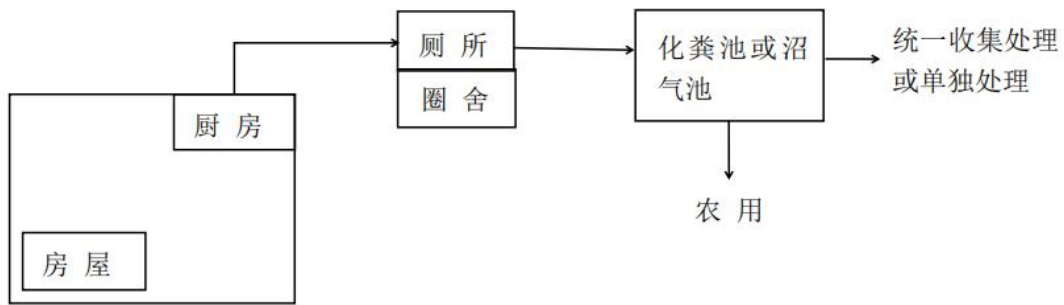 厕 所
圈 舍
化粪池或沼
气池
统一收集处理
或单独处理
厨 房
农 用
房 屋